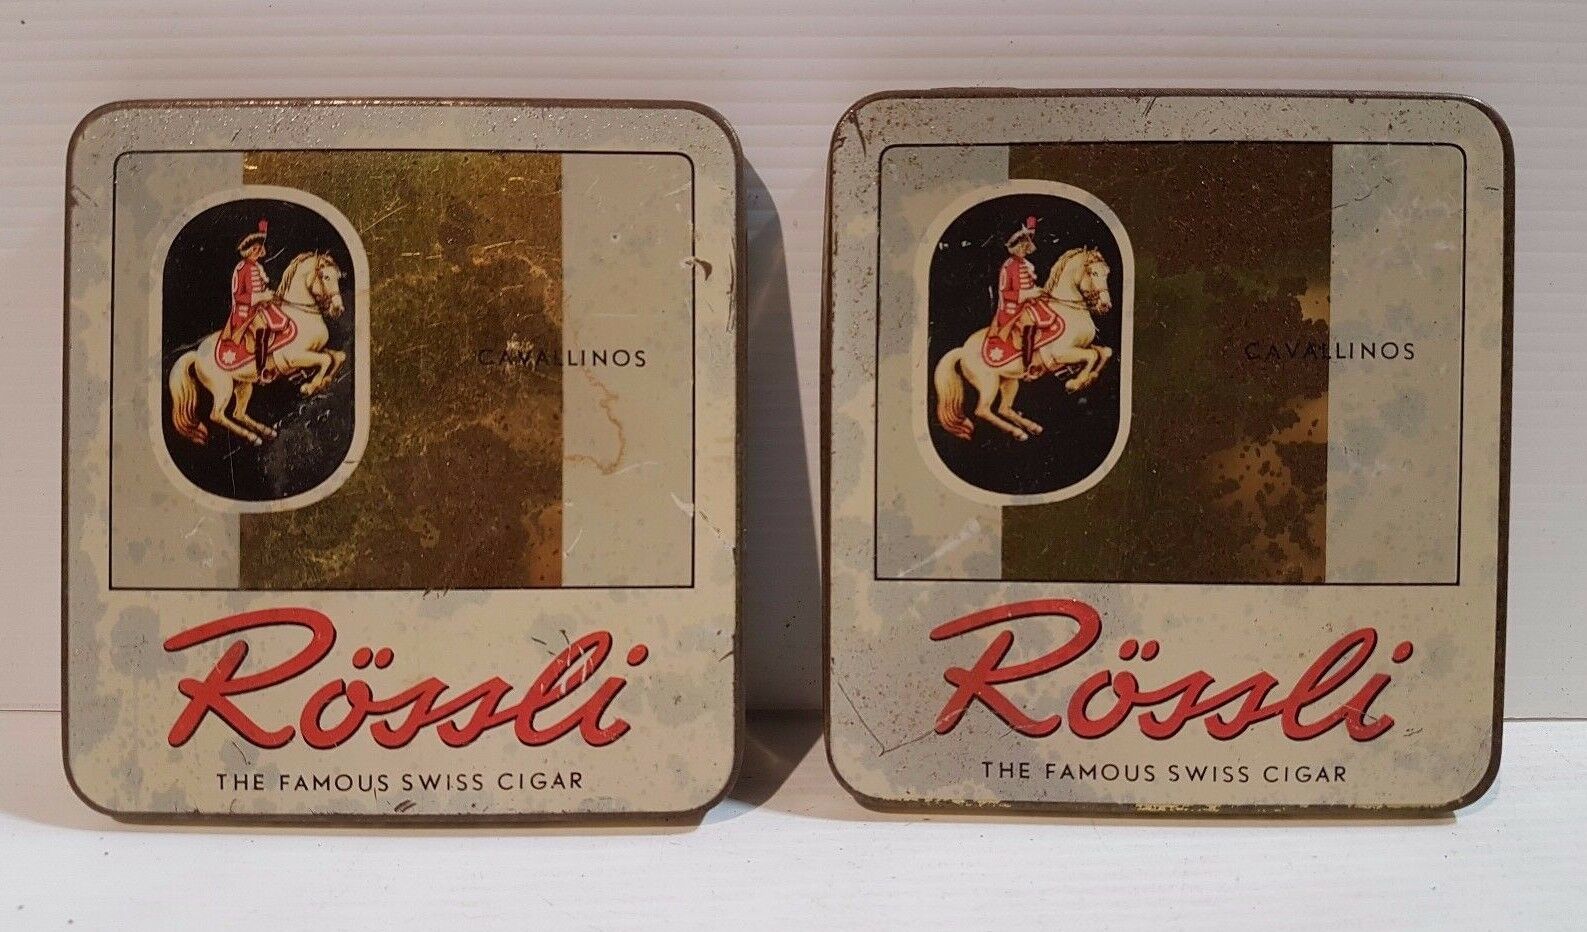 CAVALLINOS
Rössli
THE FAMOUS SWISS CIGAR
CAVALLINOS
Rössli
THE FAMOUS SWISS CIGAR